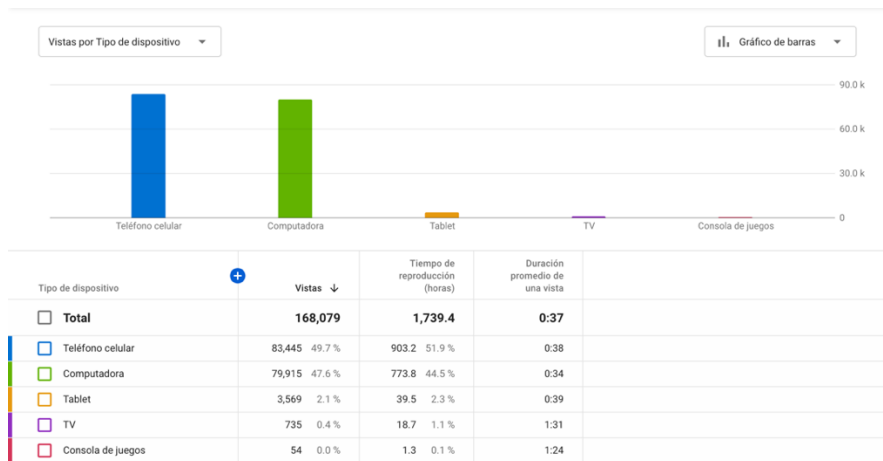 Vistas por Tipo de dispositivo
Gráfico de barras
90.0 k
60.0 k
30.0 k
0
Teléfono celular Computadora Tablet TV Consola de juegos
Tipo de dispositivo
Vistas
Tiempo de
reproducción
(horas)
Duración
promedio de
una vista
Total 168,079 1,739.4 0:37
Teléfono celular 83,445 49.7 % 903.2 51.9 % 0:38
Computadora 79,915 47.6 % 773.8 44.5 % 0:34
Tablet 3,569 2.1 % 39.5 2.3 % 0:39
TV 735 0.4 % 18.7 1.1 % 1:31
Consola de juegos 54 0.0 % 1.3 0.1 % 1:24